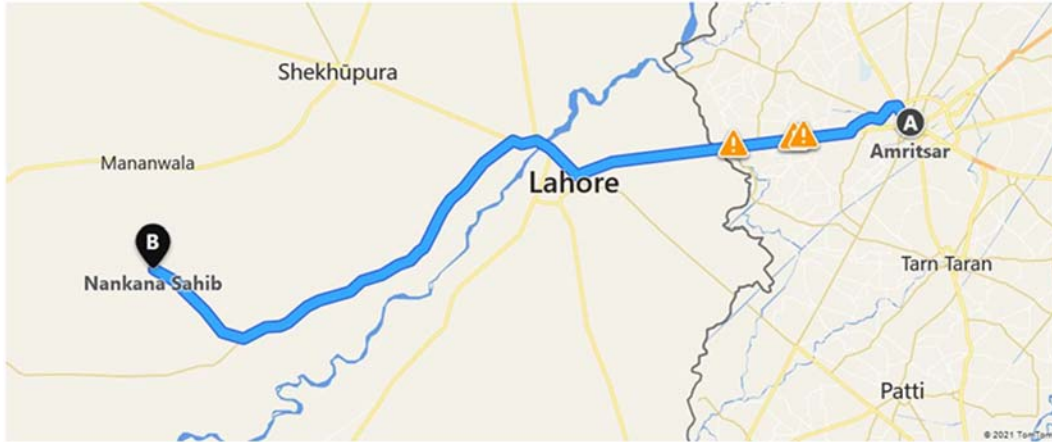 Shekhūpura
A
Amritsar
Mananwala
Lahore
B
Nankana Sahib
Tarn Taran
Patti
© 2021 TomTom